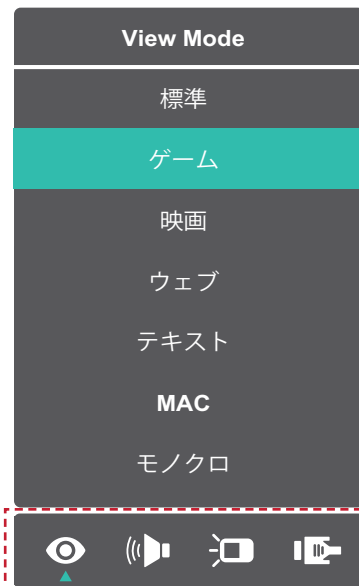 View Mode
標準
ゲーム
映画
ウェブ
テキスト
MAC
モノクロ